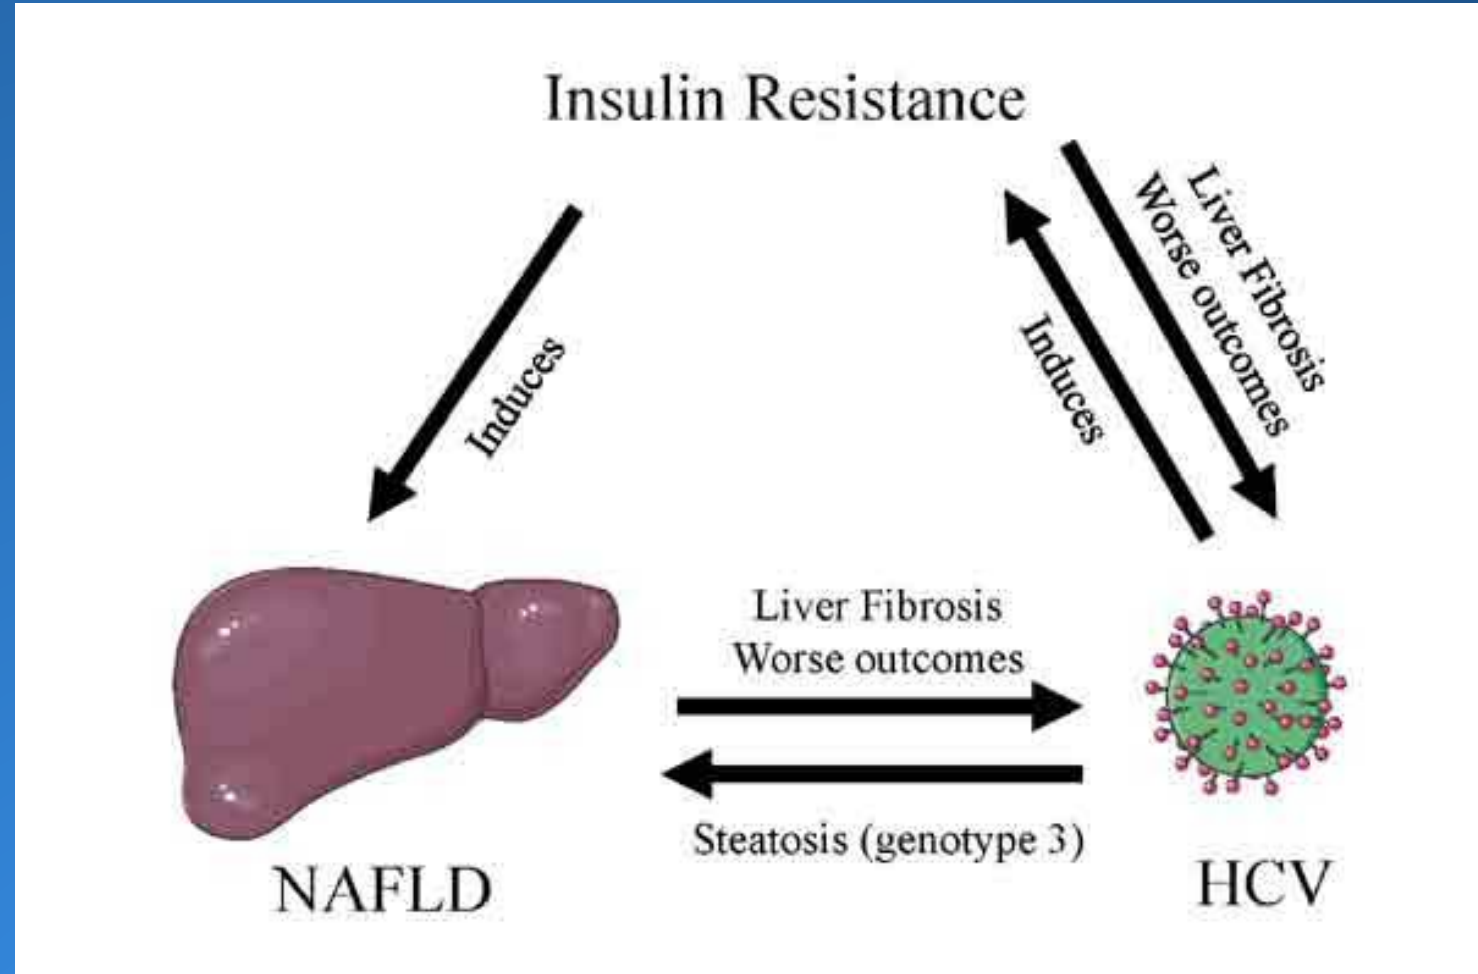 Insulin Resistance
Induces
Induces
Liver Fibrosis
Worse outcomes
Liver Fibrosis
Worse outcomes
Steatosis (genotype 3)
NAFLD
HCV